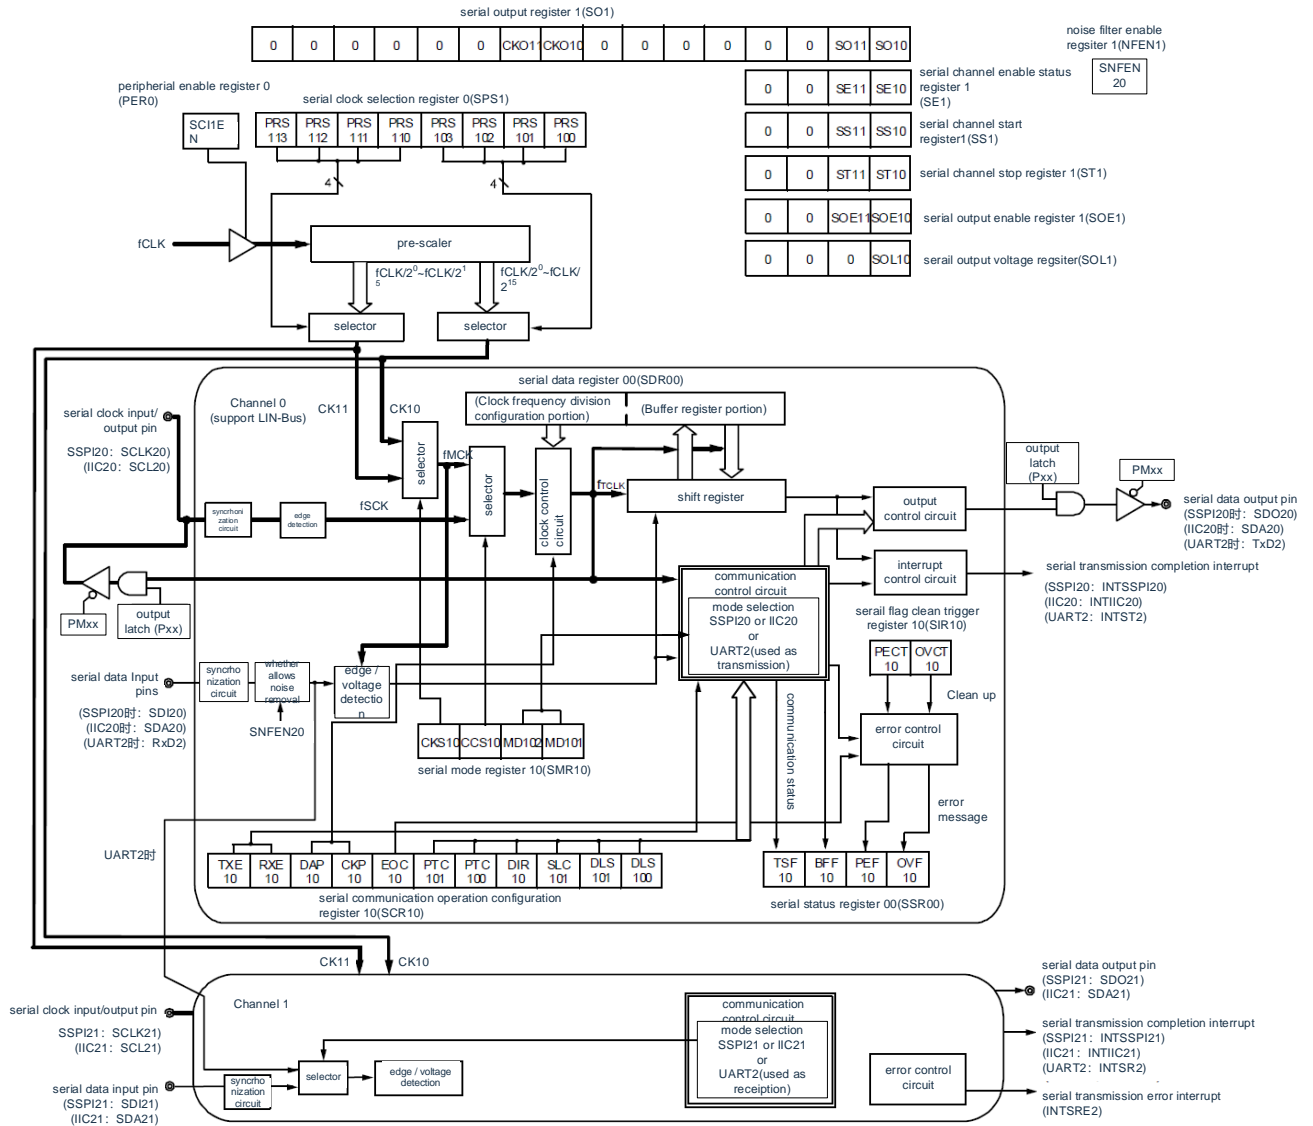 serial output register 1(SO1)
0 0 0 0 0 0 CKO11 CKO10 0 0 0 0 0 0 SO11 SO10
noise filter enable
regsiter 1(NFEN1)
SNFEN
20
peripherial enable register 0
(PER0)
SCI1E
N
serial clock selection register 0(SPS1)
PRS
113
PRS
112
PRS
111
PRS
110
PRS
103
PRS
102
PRS
101
PRS
100
0 0 SE11 SE10
serial channel enable status
register 1
(SE1)
0 0 SS11 SS10
serial channel start
register1(SS1)
0 0 ST11 ST10
serial channel stop register 1(ST1)
0 0 SOE11 SOE10
serial output enable register 1(SOE1)
0 0 0 SOL10
serail output voltage regsiter(SOL1)
4
4
fCLK
pre-scaler
fCLK/2⁰~fCLK/2¹
⁵
fCLK/2⁰~fCLK/
2¹⁵
selector
selector
Channel 0
(support LIN-Bus)
CK11
CK10
serial data register 00(SDR00)
(Clock frequency division
configuration portion)
(Buffer register portion)
serial clock input/
output pin
SSPI20：SCLK20)
(IIC20：SCL20)
selector
fMCK
selector
clock control
circuit
fTCLK
shift register
syncrhoni
zation
circuit
edge
detection
fSCK
output
control circuit
output
latch (Pxx)
PMxx
serial data output pin
(SSPI20时：SDO20)
(IIC20时：SDA20)
(UART2时：TxD2)
interrupt
control circuit
serial transmission completion interrupt
(SSPI20：INTSSPI20)
(IIC20：INTIIC20)
(UART2：INTST2)
PMxx
output
latch (Pxx)
communication
control circuit
mode selection
SSPI20 or IIC20
or
UART2(used as
transmission)
serail flag clean trigger
register 10(SIR10)
PECT
10
OVCT
10
Clean up
serial data Input
pins
(SSPI20时：SDI20)
(IIC20时：SDA20)
(UART2时：RxD2)
syncrho
nization
circuit
whether
allows
noise
removal
SNFEN20
edge /
voltage
detectio
n
CKS10 CCS10 MD102 MD101
serial mode register 10(SMR10)
communication status
error control
circuit
error
message
UART2时
TXE
10
RXE
10
DAP
10
CKP
10
EOC
10
PTC
101
PTC
100
DIR
10
SLC
101
DLS
101
DLS
100
serial communication operation configuration
register 10(SCR10)
TSF
10
BFF
10
PEF
10
OVF
10
serial status register 00(SSR00)
CK11
CK10
Channel 1
serial clock input/output pin
SSPI21：SCLK21)
(IIC21：SCL21)
serial data input pin
(SSPI21：SDI21)
(IIC21：SDA21)
syncrho
nization
circuit
selector
edge / voltage
detection
communication
control circuit
mode selection
SSPI21 or IIC21
or
UART2(used as
receiption)
error control
circuit
serial data output pin
(SSPI21：SDO21)
(IIC21：SDA21)
serial transmission completion interrupt
(SSPI21：INTSSPI21)
(IIC21：INTIIC21)
(UART2：INTSR2)
serial transmission error interrupt
(INTSRE2)